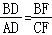 BD/AD = BF/CF